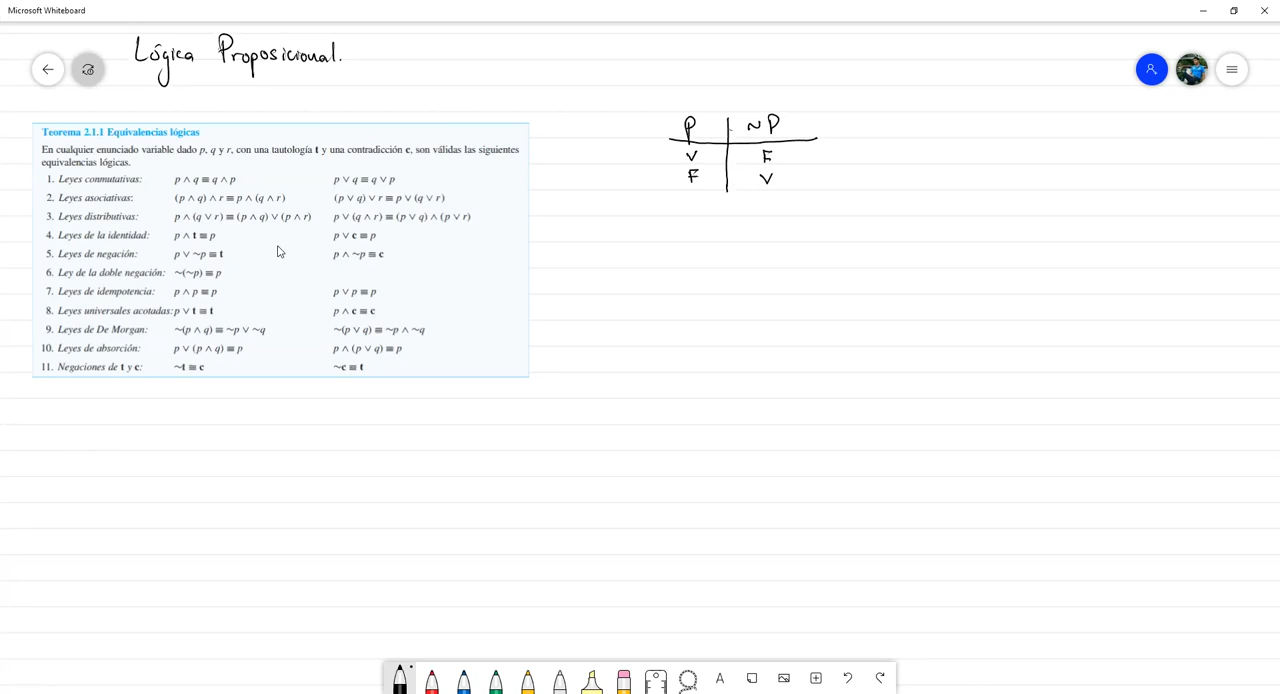 Microsoft Whiteboard
Lógica Proposicional.
Teorema 2.1.1 Equivalencias lógicas
En cualquier enunciado variable dado p, q y r, con una tautología t y una contradicción c, son válidas las siguientes
equivalencias lógicas.
1. Leyes conmutativas: p ∧ q ≡ q ∧ p p ∨ q ≡ q ∨ p
2. Leyes asociativas: (p ∧ q) ∧ r ≡ p ∧ (q ∧ r) (p ∨ q) ∨ r ≡ p ∨ (q ∨ r)
3. Leyes distributivas: p ∧ (q ∨ r) ≡ (p ∧ q) ∨ (p ∧ r) p ∨ (q ∧ r) ≡ (p ∨ q) ∧ (p ∨ r)
4. Leyes de la identidad: p ∧ t ≡ p p ∨ c ≡ p
5. Leyes de negación: p ∨ ~p ≡ t p ∧ ~p ≡ c
6. Ley de la doble negación: ~(~p) ≡ p
7. Leyes de idempotencia: p ∧ p ≡ p p ∨ p ≡ p
8. Leyes universales acotadas: p ∨ t ≡ t p ∧ c ≡ c
9. Leyes de De Morgan: ~(p ∧ q) ≡ ~p ∨ ~q ~(p ∨ q) ≡ ~p ∧ ~q
10. Leyes de absorción: p ∨ (p ∧ q) ≡ p p ∧ (p ∨ q) ≡ p
11. Negaciones de t y c: ~t ≡ c ~c ≡ t
P ~P
V F
F V
A